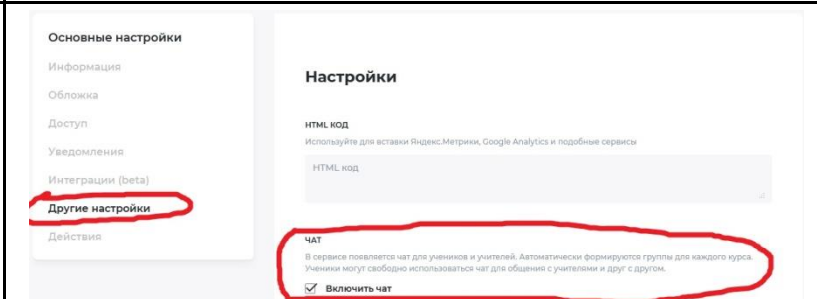 Основные настройки
Информация
Обложка
Доступ
Уведомления
Интеграции (beta)
Другие настройки
Действия
Настройки
HTML КОД
Используйте для вставки Яндекс.Метрики, Google Analytics и подобные сервисы
HTML код
ЧАТ
В сервисе появляется чат для учеников и учителей. Автоматически формируются группы для каждого курса.
Ученики могут свободно использоваться чат для общения с учителями и друг с другом.
Включить чат